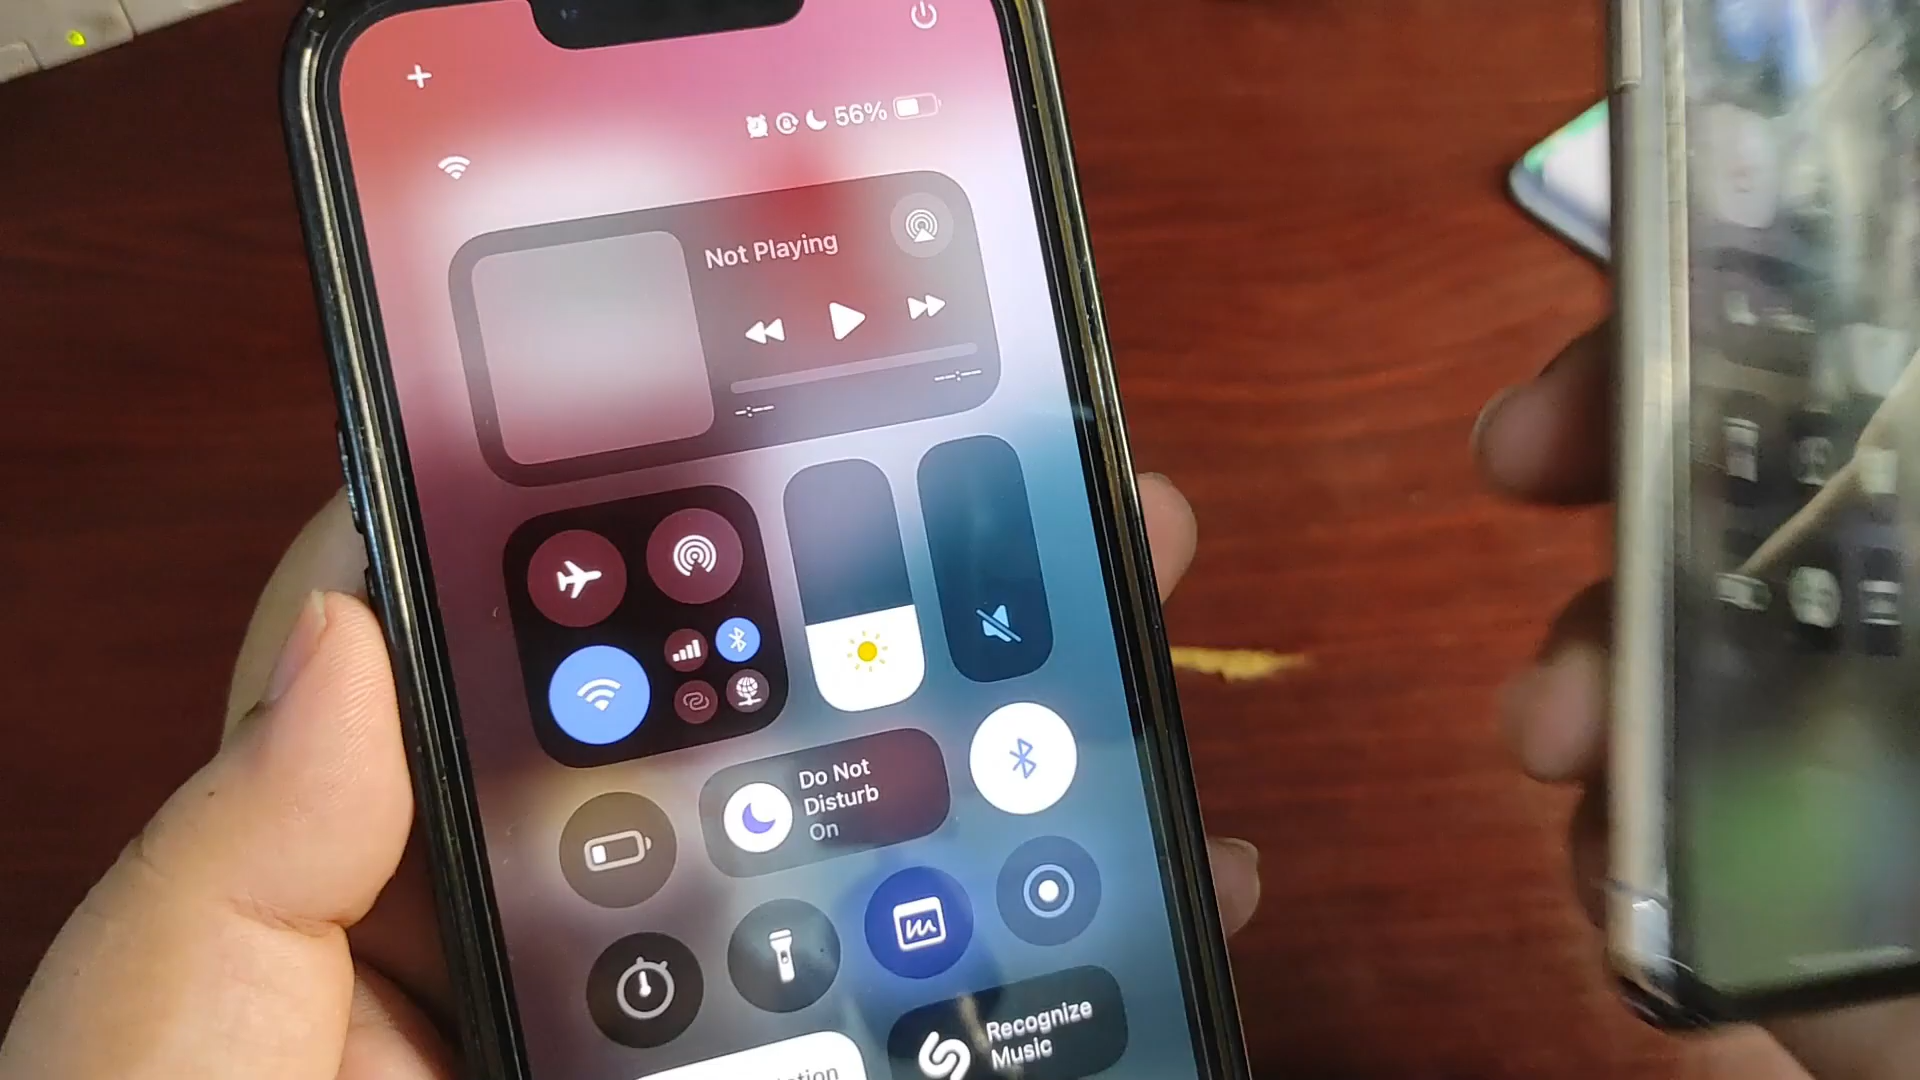 56%
Not Playing
--:--
--:--
Do Not
Disturb
On
Recognize
Music